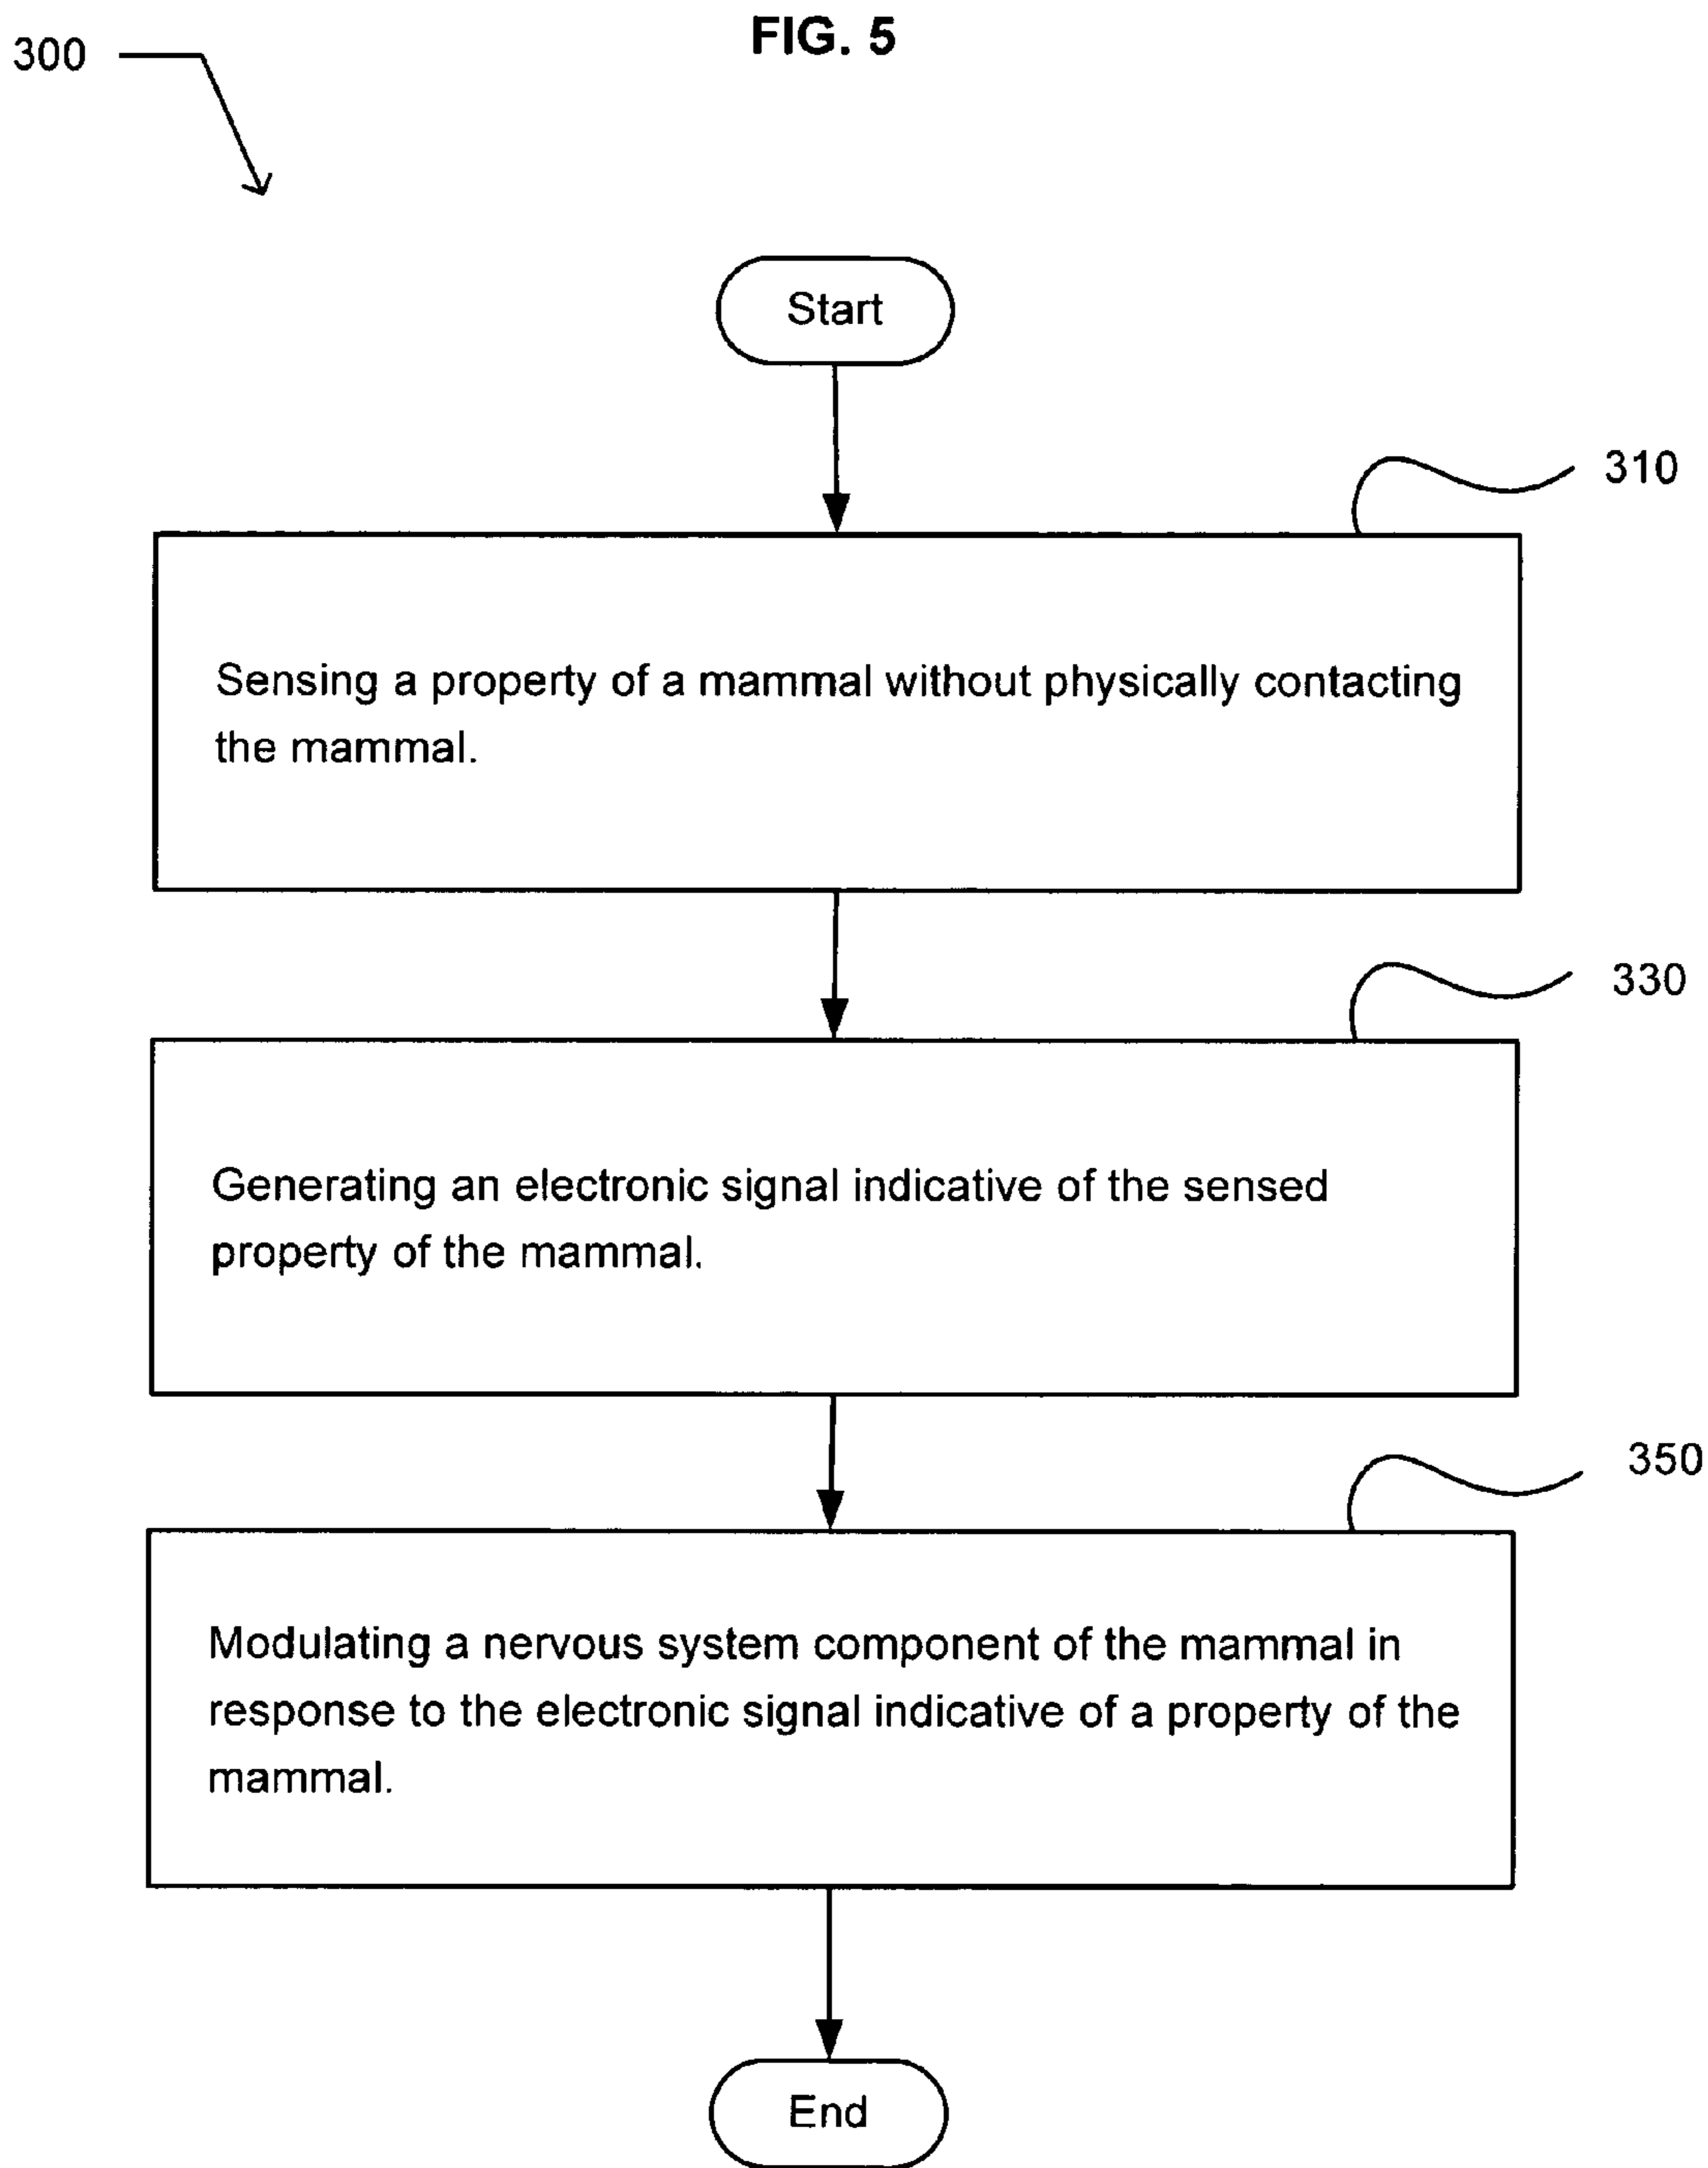 FIG. 5
300
Start
310
Sensing a property of a mammal without physically contacting
the mammal.
330
Generating an electronic signal indicative of the sensed
property of the mammal.
350
Modulating a nervous system component of the mammal in
response to the electronic signal indicative of a property of the
mammal.
End